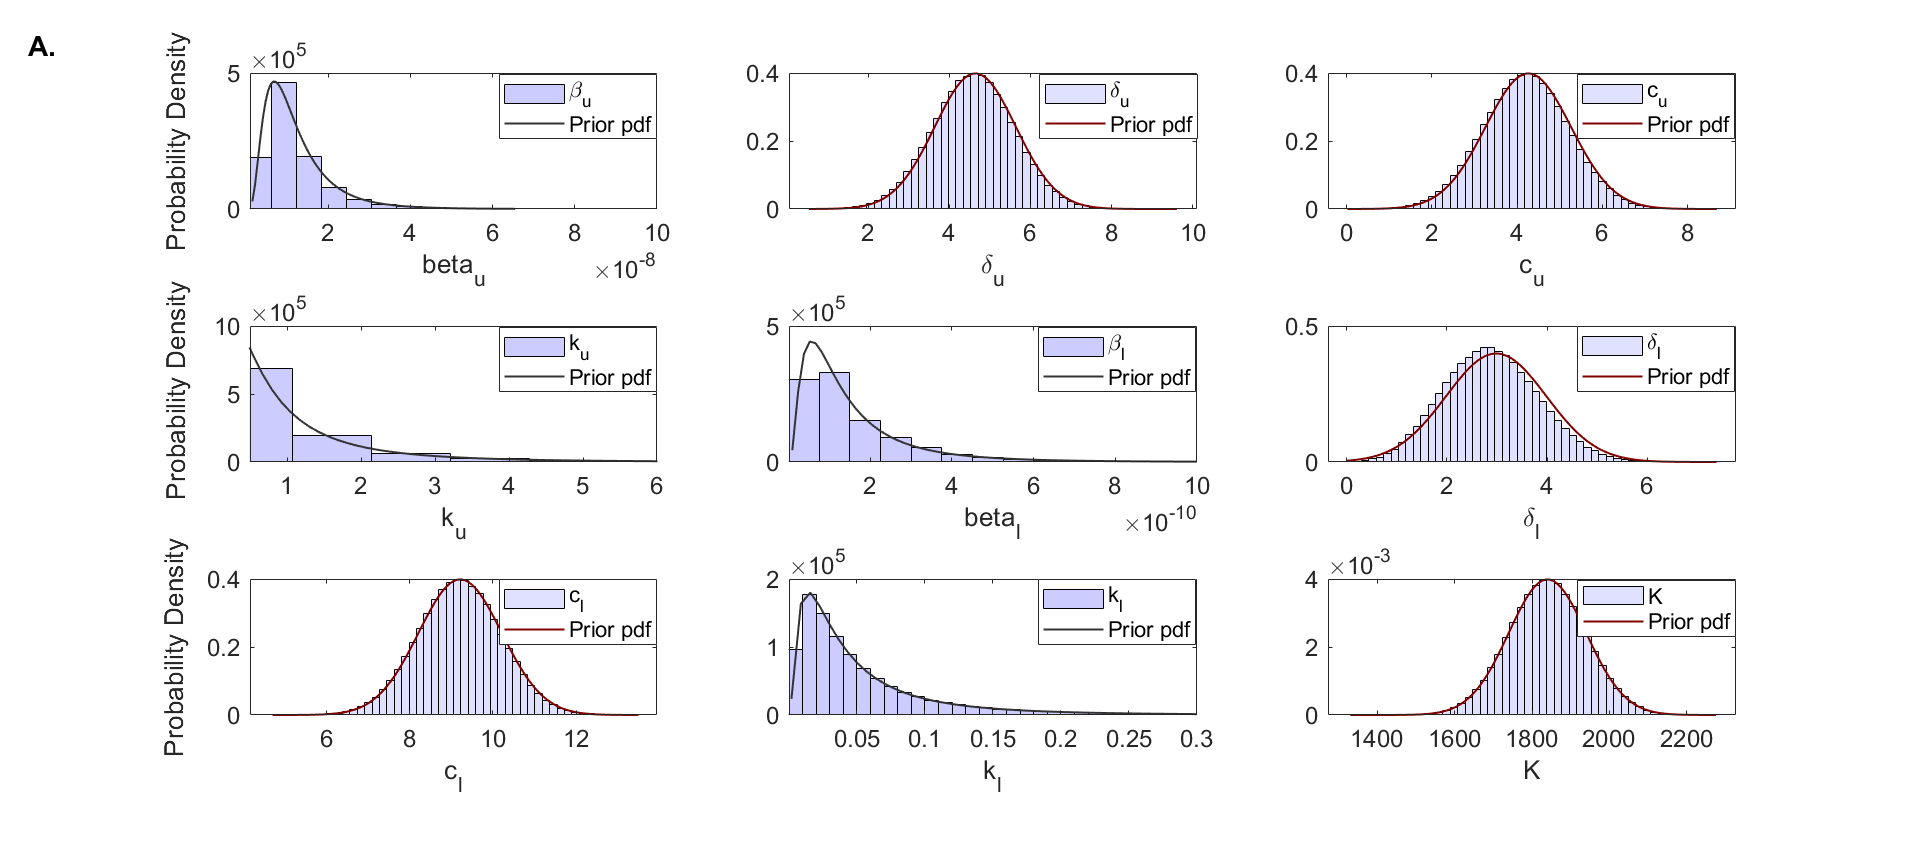 A.
Probability Density
×10^5
5
0
2 4 6 8 10
×10^-8
beta_u
β_u
Prior pdf
0.4
0.2
0
2 4 6 8 10
δ_u
δ_u
Prior pdf
0.4
0.2
0
0 2 4 6 8
c_u
c_u
Prior pdf
Probability Density
×10^5
10
5
0
1 2 3 4 5 6
k_u
k_u
Prior pdf
×10^5
5
0
2 4 6 8 10
×10^-10
beta_l
β_l
Prior pdf
0.5
0
0 2 4 6
δ_l
δ_l
Prior pdf
Probability Density
0.4
0.2
0
6 8 10 12
c_l
c_l
Prior pdf
×10^5
2
1
0
0.05 0.1 0.15 0.2 0.25 0.3
k_l
k_l
Prior pdf
×10^-3
4
2
0
1400 1600 1800 2000 2200
K
K
Prior pdf